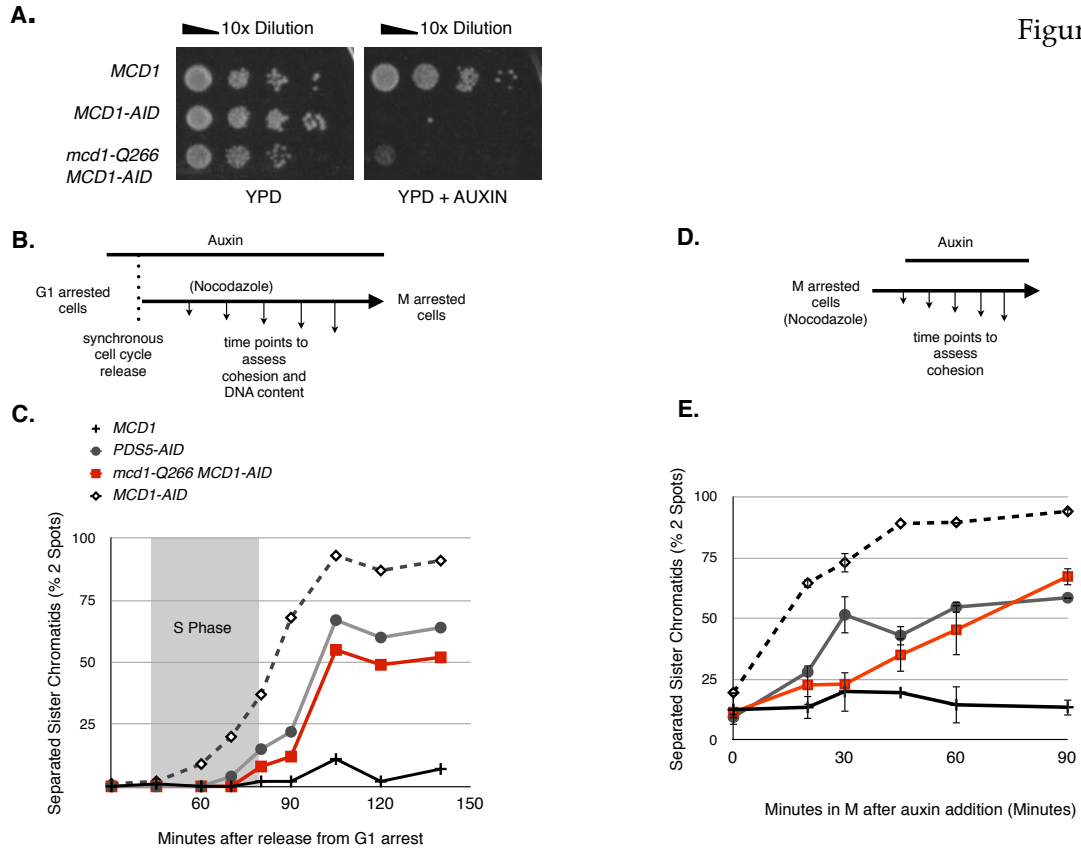 A.
10x Dilution
10x Dilution
MCD1
MCD1-AID
mcd1-Q266
MCD1-AID
YPD
YPD + AUXIN
Figur
B.
Auxin
G1 arrested
cells
(Nocodazole)
M arrested
cells
synchronous
cell cycle
release
time points to
assess
cohesion and
DNA content
D.
Auxin
M arrested
cells
(Nocodazole)
time points to
assess
cohesion
C.
MCD1
PDS5-AID
mcd1-Q266 MCD1-AID
MCD1-AID
Separated Sister Chromatids (% 2 Spots)
100
75
50
25
S Phase
60
90
120
150
Minutes after release from G1 arrest
E.
Separated Sister Chromatids (% 2 Spots)
100
75
50
25
0
0
30
60
90
Minutes in M after auxin addition (Minutes)